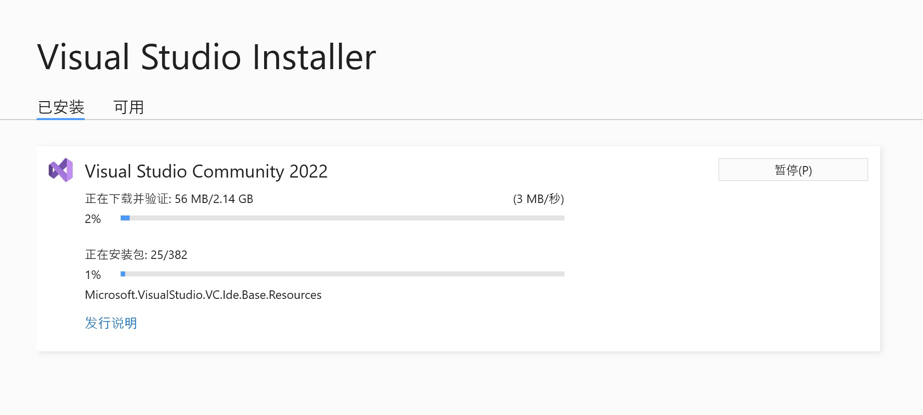 Visual Studio Installer
已安装 可用
Visual Studio Community 2022 暂停(P)
正在下载并验证: 56 MB/2.14 GB (3 MB/秒)
2%
正在安装包: 25/382
1%
Microsoft.VisualStudio.VC.Ide.Base.Resources
发行说明